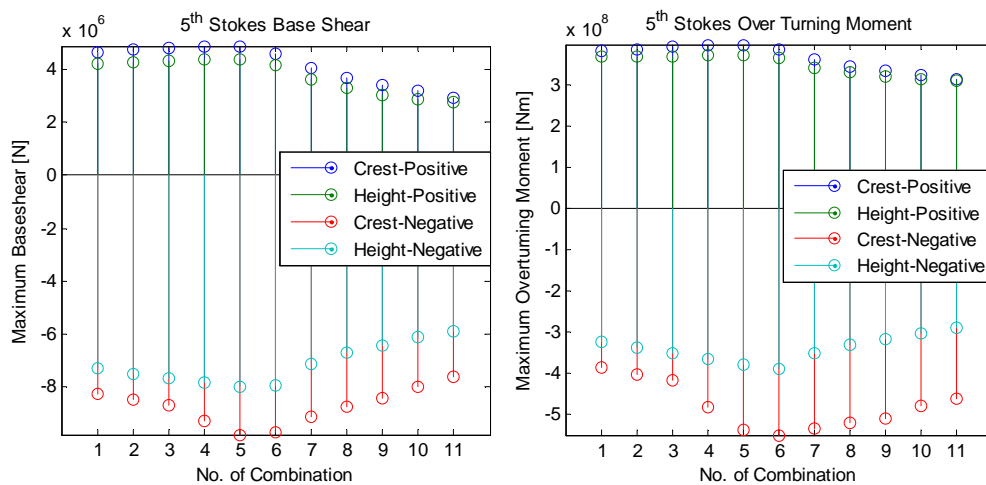 5th Stokes Base Shear
x 10^6
4
2
0
-2
-4
-6
-8
Maximum Baseshear [N]
1 2 3 4 5 6 7 8 9 10 11
No. of Combination
Crest-Positive
Height-Positive
Crest-Negative
Height-Negative
5th Stokes Over Turning Moment
x 10^8
3
2
1
0
-1
-2
-3
-4
-5
Maximum Overturning Moment [Nm]
1 2 3 4 5 6 7 8 9 10 11
No. of Combination
Crest-Positive
Height-Positive
Crest-Negative
Height-Negative